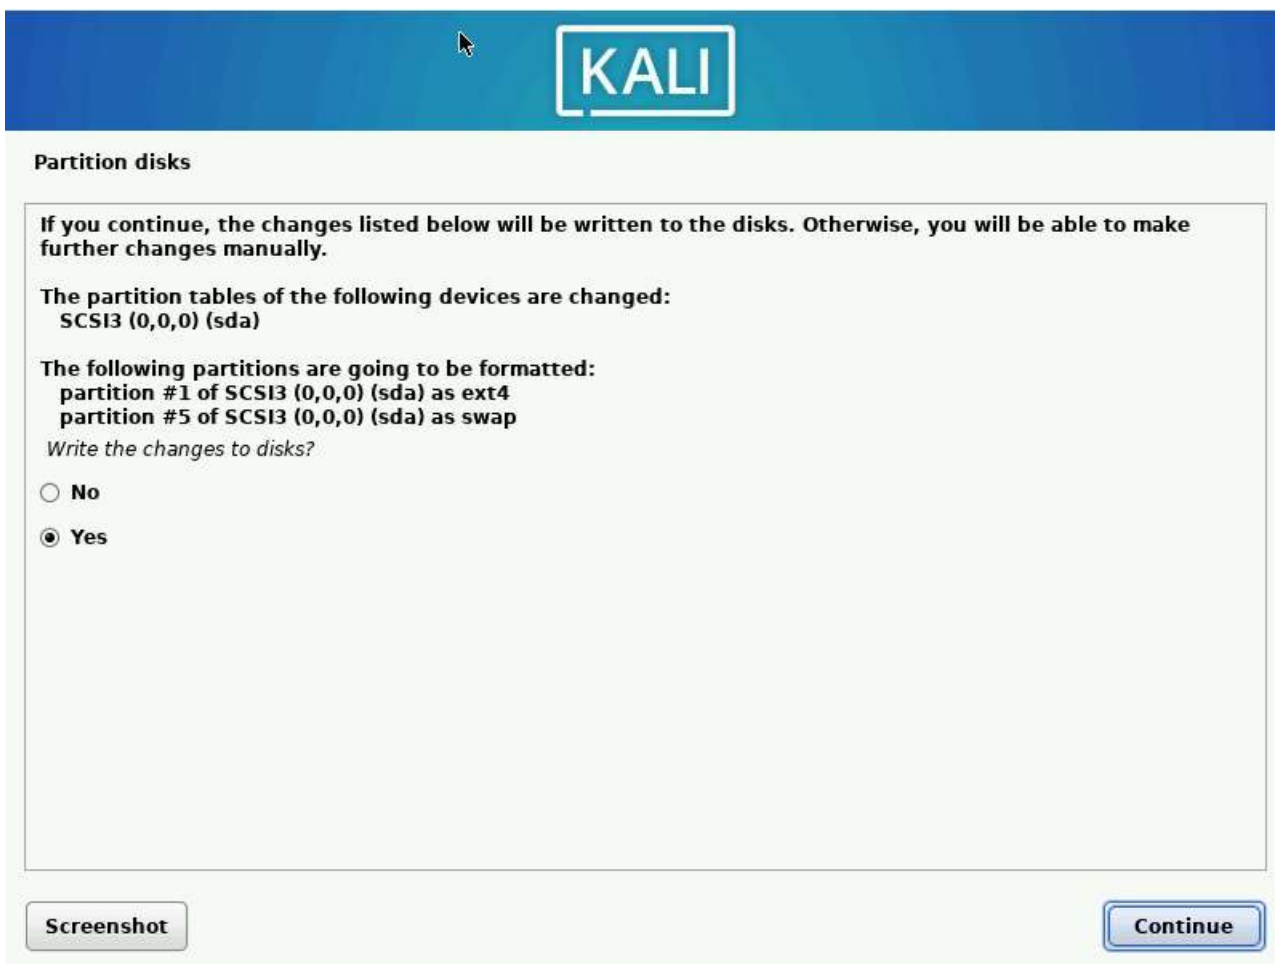 KALI
Partition disks
If you continue, the changes listed below will be written to the disks. Otherwise, you will be able to make
further changes manually.
The partition tables of the following devices are changed:
SCSI3 (0,0,0) (sda)
The following partitions are going to be formatted:
partition #1 of SCSI3 (0,0,0) (sda) as ext4
partition #5 of SCSI3 (0,0,0) (sda) as swap
Write the changes to disks?
No
Yes
Screenshot
Continue